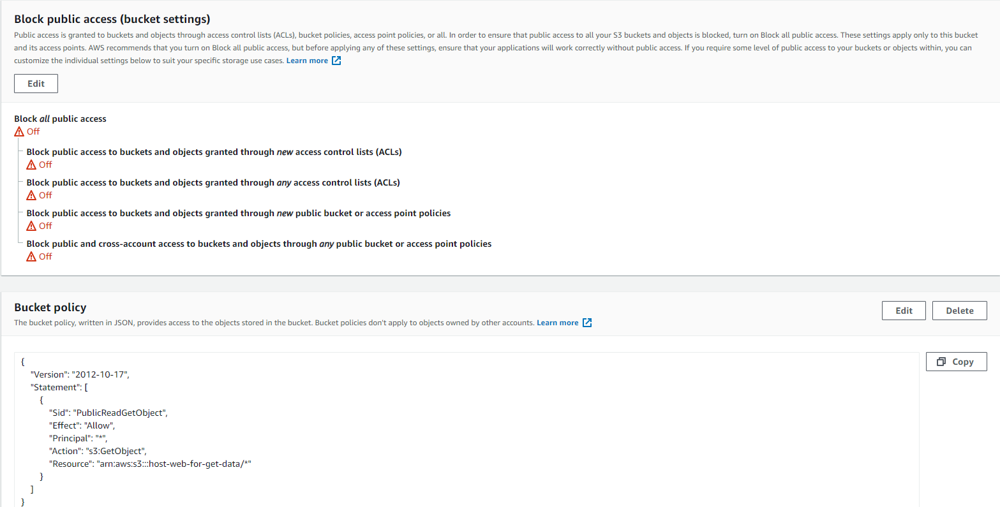 Block public access (bucket settings)
Public access is granted to buckets and objects through access control lists (ACLs), bucket policies, access point policies, or all. In order to ensure that public access to all your S3 buckets and objects is blocked, turn on Block all public access. These settings apply only to this bucket
and its access points. AWS recommends that you turn on Block all public access, but before applying any of these settings, ensure that your applications will work correctly without public access. If you require some level of public access to your buckets or objects within, you can
customize the individual settings below to suit your specific storage use cases. Learn more
Edit
Block all public access
Off
Block public access to buckets and objects granted through new access control lists (ACLs)
Off
Block public access to buckets and objects granted through any access control lists (ACLs)
Off
Block public access to buckets and objects granted through new public bucket or access point policies
Off
Block public and cross-account access to buckets and objects through any public bucket or access point policies
Off
Bucket policy
Edit
Delete
The bucket policy, written in JSON, provides access to the objects stored in the bucket. Bucket policies don't apply to objects owned by other accounts. Learn more
Copy
{
"Version": "2012-10-17",
"Statement": [
{
"Sid": "PublicReadGetObject",
"Effect": "Allow",
"Principal": "*",
"Action": "s3:GetObject",
"Resource": "arn:aws:s3:::host-web-for-get-data/*"
}
]
}